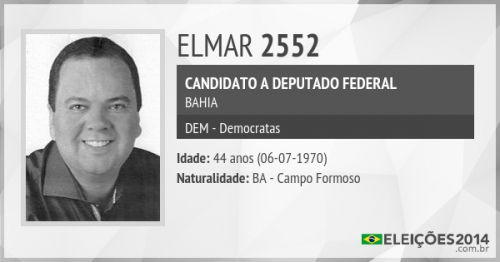 ELMAR 2552
CANDIDATO A DEPUTADO FEDERAL
BAHIA
DEM - Democratas
Idade: 44 anos (06-07-1970)
Naturalidade: BA - Campo Formoso
ELEIÇÕES2014
.com.br